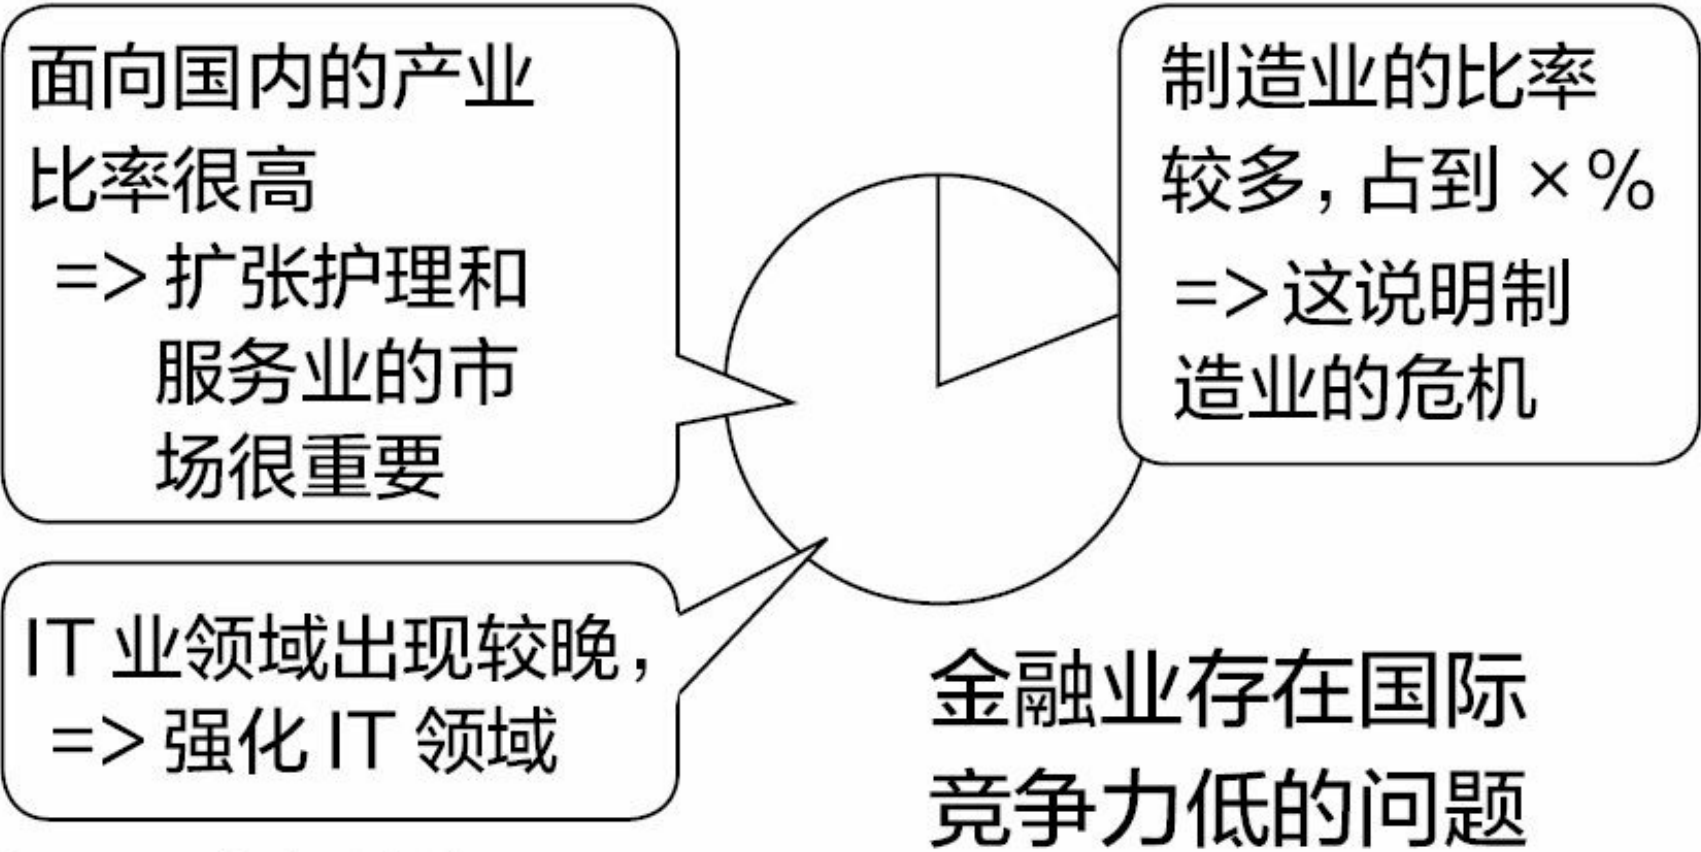 面向国内的产业
比率很高
=> 扩张护理和
服务业的市
场很重要
制造业的比率
较多，占到 ×%
=> 这说明制
造业的危机
IT 业领域出现较晚，
=> 强化 IT 领域
金融业存在国际
竞争力低的问题